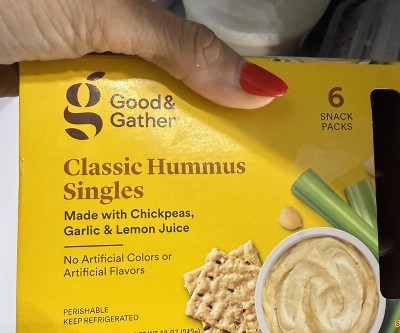 Good&
Gather
6
SNACK
PACKS
Classic Hummus
Singles
Made with Chickpeas,
Garlic & Lemon Juice
No Artificial Colors or
Artificial Flavors
PERISHABLE
KEEP REFRIGERATED